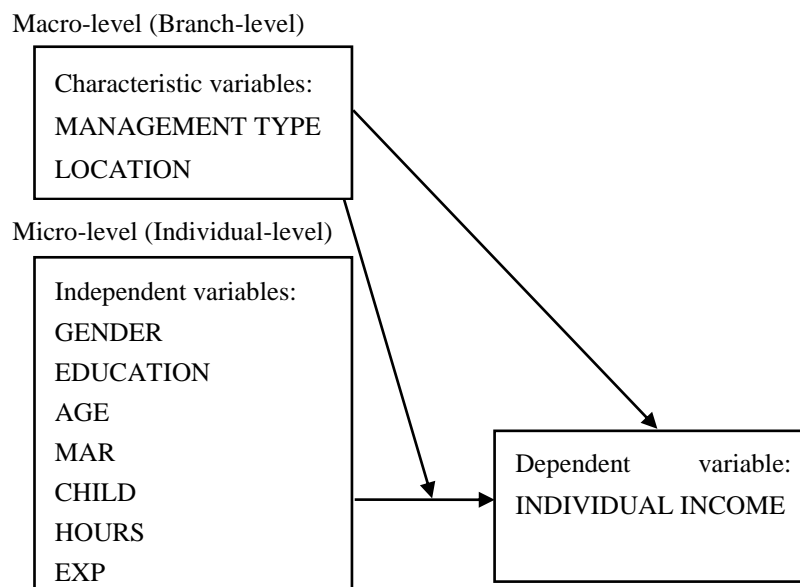 Macro-level (Branch-level)
Characteristic variables:
MANAGEMENT TYPE
LOCATION
Micro-level (Individual-level)
Independent variables:
GENDER
EDUCATION
AGE
MAR
CHILD
HOURS
EXP
Dependent variable:
INDIVIDUAL INCOME